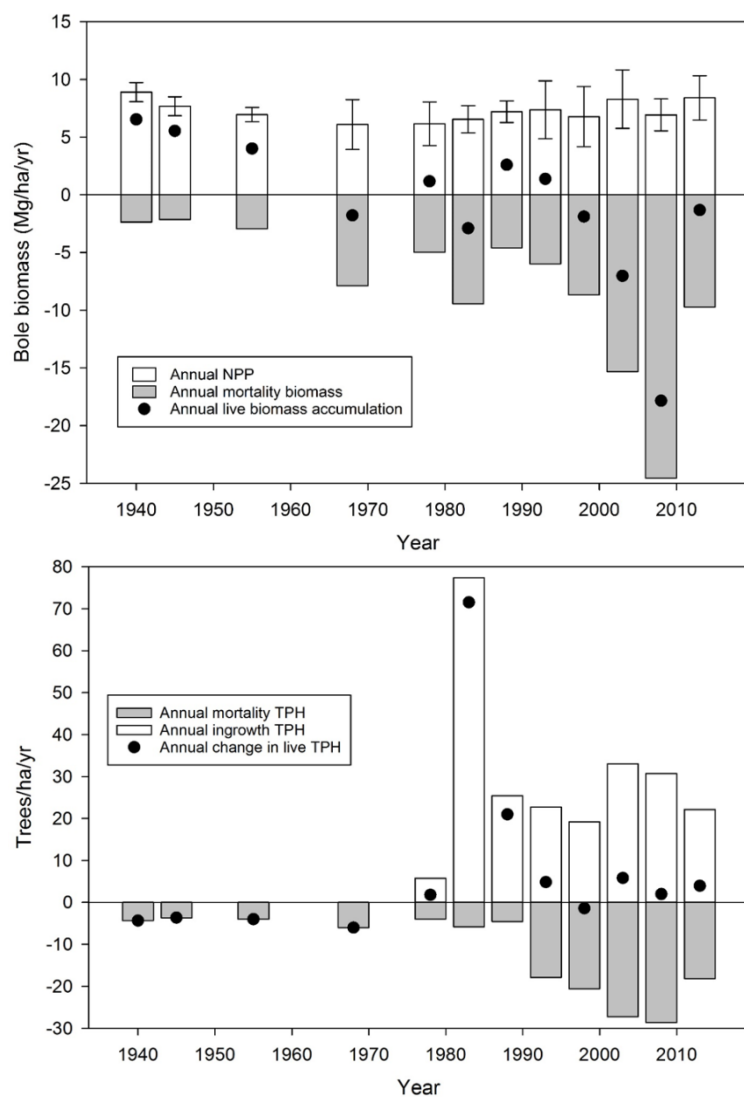 15
10
5
0
-5
-10
-15
-20
-25
Bole biomass (Mg/ha/yr)
Annual NPP
Annual mortality biomass
Annual live biomass accumulation
1940 1950 1960 1970 1980 1990 2000 2010
Year
80
70
60
50
40
30
20
10
0
-10
-20
-30
Trees/ha/yr
Annual mortality TPH
Annual ingrowth TPH
Annual change in live TPH
1940 1950 1960 1970 1980 1990 2000 2010
Year